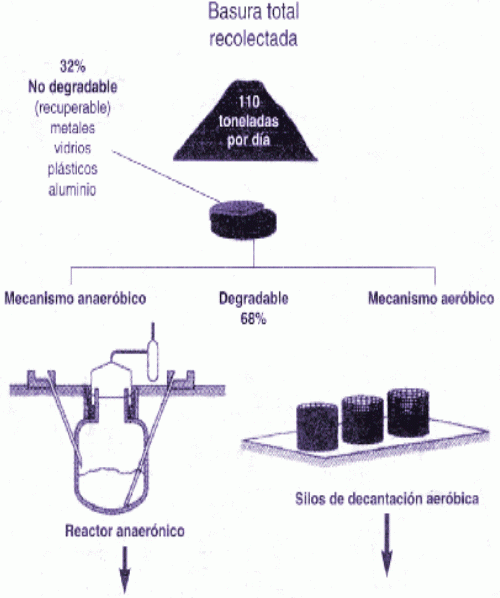 Basura total
recolectada
32%
No degradable
(recuperable)
metales
vidrios
plásticos
aluminio
110
toneladas
por día
Mecanismo anaeróbico
Degradable
68%
Mecanismo aeróbico
Reactor anaerónico
Silos de decantación aeróbica